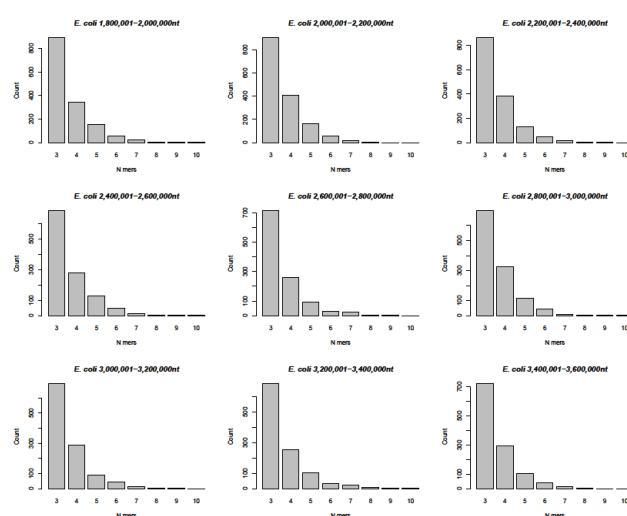 E. coli 1,800,001−2,000,000nt
E. coli 2,000,001−2,200,000nt
E. coli 2,200,001−2,400,000nt
Count
0 200 400 600 800
3 4 5 6 7 8 9 10
N mers
Count
0 200 400 600 800
3 4 5 6 7 8 9 10
N mers
Count
0 200 400 600 800
3 4 5 6 7 8 9 10
N mers
E. coli 2,400,001−2,600,000nt
E. coli 2,600,001−2,800,000nt
E. coli 2,800,001−3,000,000nt
Count
0 100 300 500
3 4 5 6 7 8 9 10
N mers
Count
0 100 300 500 700
3 4 5 6 7 8 9 10
N mers
Count
0 100 300 500
3 4 5 6 7 8 9 10
N mers
E. coli 3,000,001−3,200,000nt
E. coli 3,200,001−3,400,000nt
E. coli 3,400,001−3,600,000nt
Count
0 100 300 500
3 4 5 6 7 8 9 10
N mers
Count
0 100 300 500
3 4 5 6 7 8 9 10
N mers
Count
0 100 300 500 700
3 4 5 6 7 8 9 10
N mers